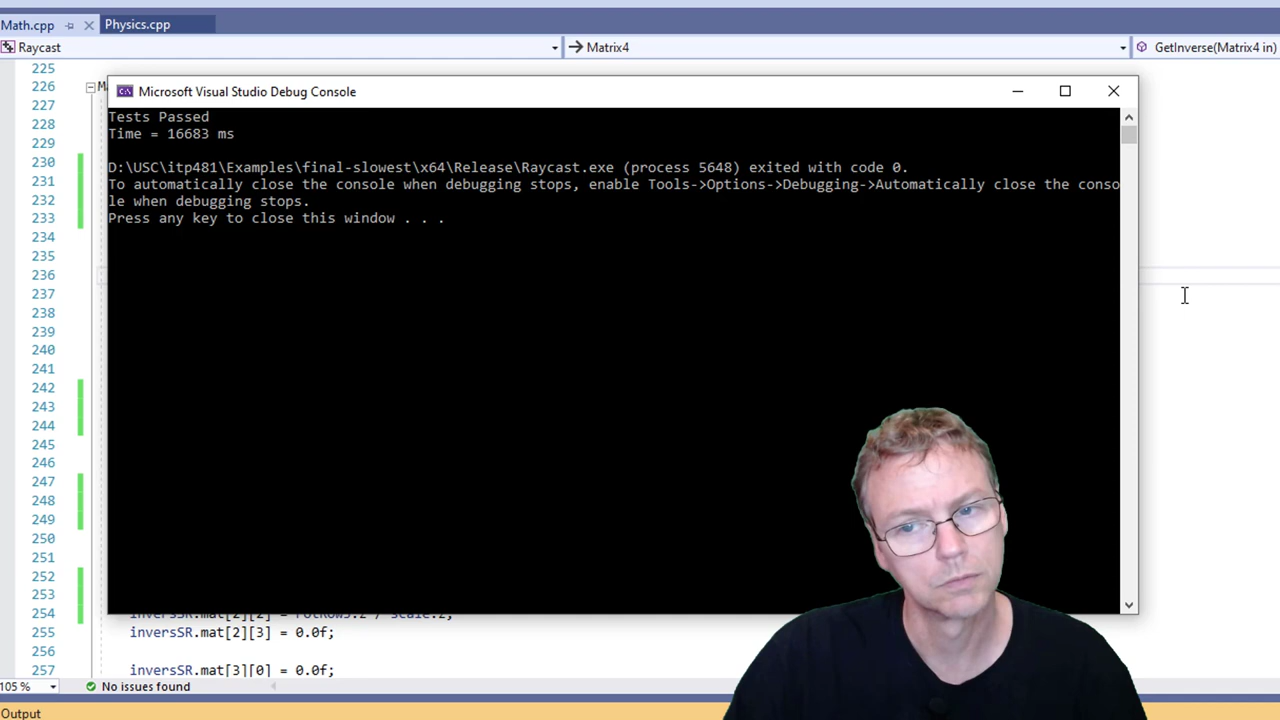 Math.cpp
Physics.cpp
Raycast
Matrix4
GetInverse(Matrix4 in)
225
226
227
228
229
230
231
232
233
234
235
236
237
238
239
240
241
242
243
244
245
246
247
248
249
250
251
252
253
254
255
256
257
Microsoft Visual Studio Debug Console
Tests Passed
Time = 16683 ms
D:\USC\itp481\Examples\final-slowest\x64\Release\Raycast.exe (process 5648) exited with code 0.
To automatically close the console when debugging stops, enable Tools->Options->Debugging->Automatically close the conso
le when debugging stops.
Press any key to close this window . . .
inversSR.mat[2][3] = 0.0f;
inversSR.mat[3][0] = 0.0f;
105 %
No issues found
Output